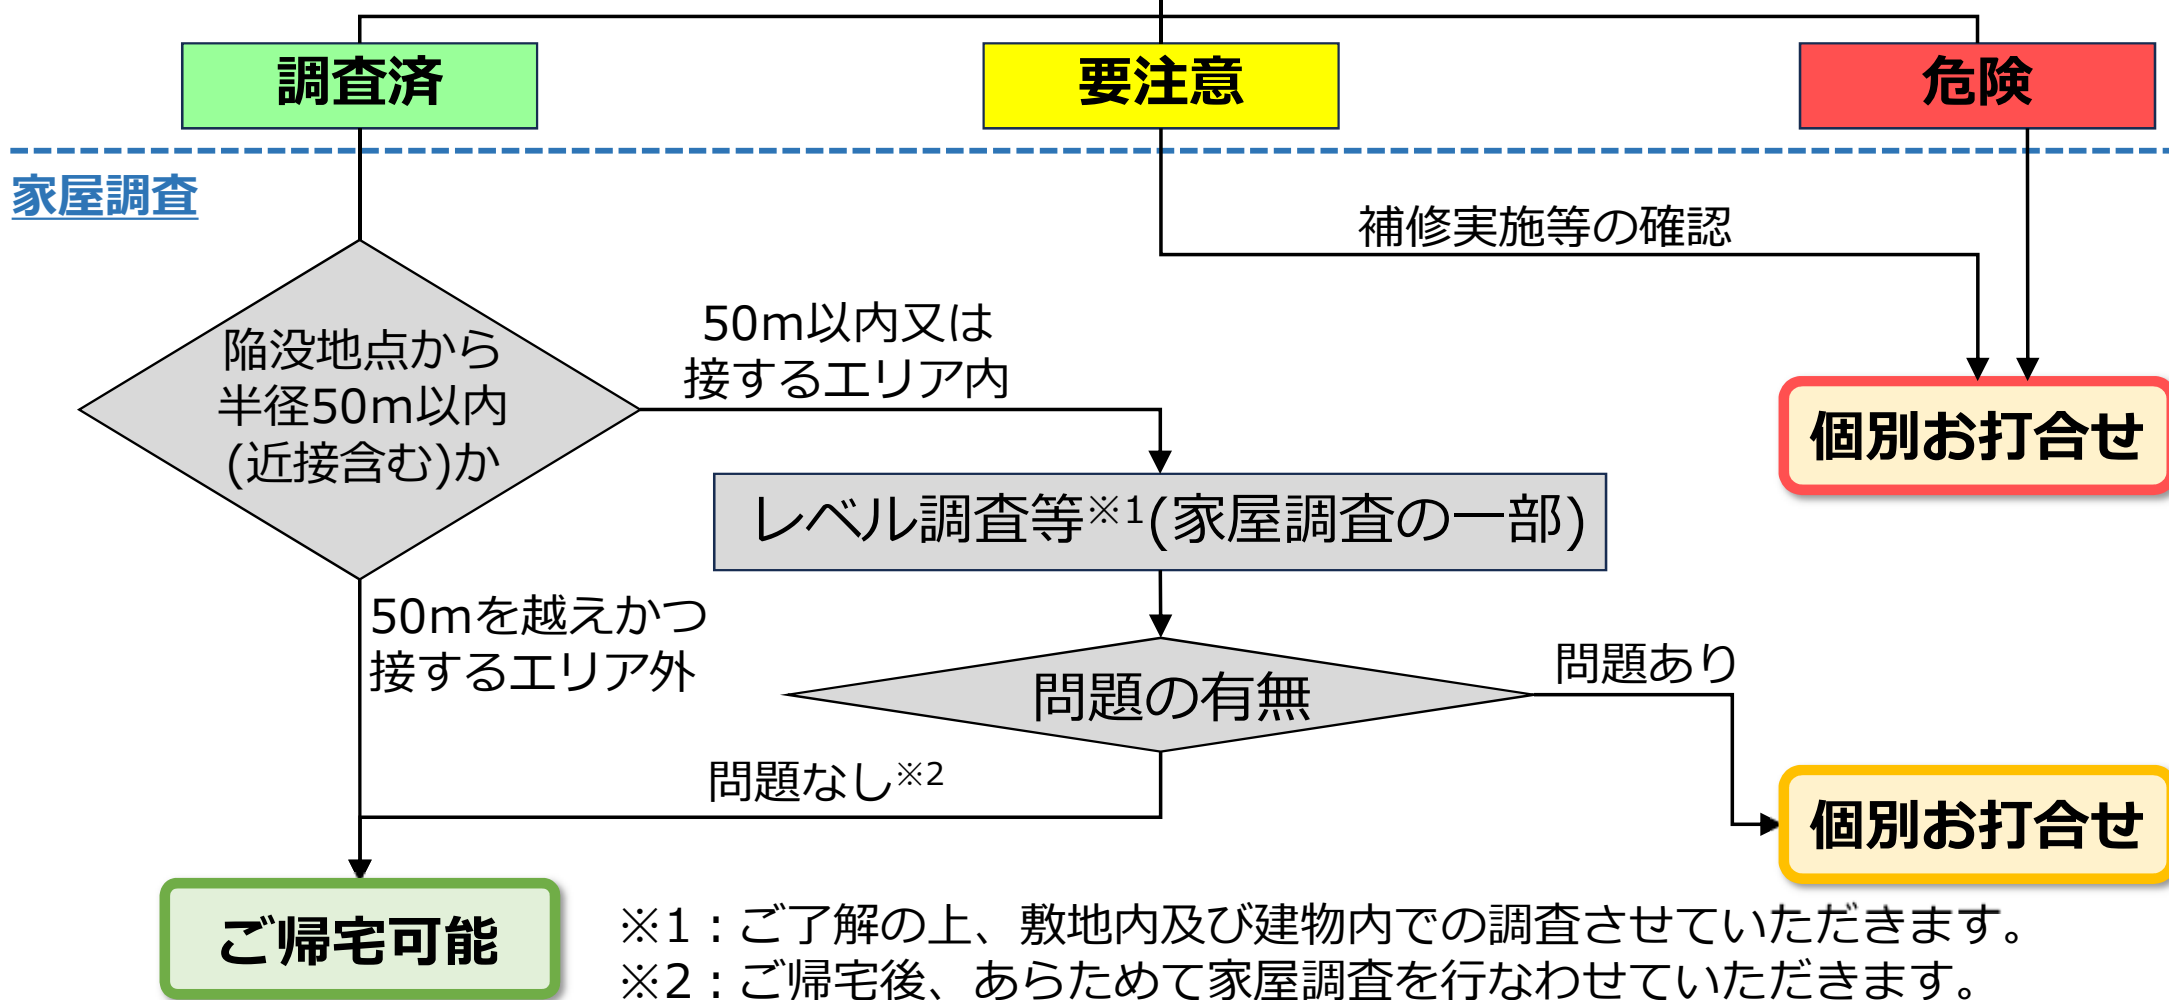 調査済
要注意
危険
家屋調査
補修実施等の確認
50m以内又は
接するエリア内
陥没地点から
半径50m以内
(近接含む)か
個別お打合せ
レベル調査等※1(家屋調査の一部)
50mを越えかつ
接するエリア外
問題の有無
問題あり
問題なし※2
個別お打合せ
ご帰宅可能
※1：ご了解の上、敷地内及び建物内での調査させていただきます。
※2：ご帰宅後、あらためて家屋調査を行なわせていただきます。